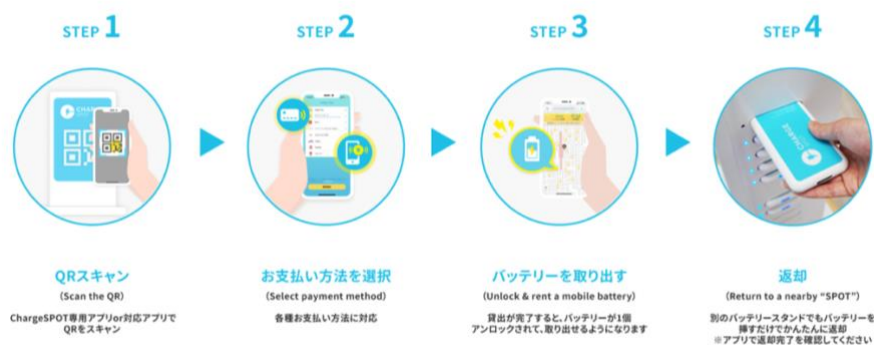 STEP 1
STEP 2
STEP 3
STEP 4
CHARGE
CHARGE
QRスキャン
(Scan the QR)
ChargeSPOT専用アプリor対応アプリで
QRをスキャン
お支払い方法を選択
(Select payment method)
各種お支払い方法に対応
バッテリーを取り出す
(Unlock & rent a mobile battery)
貸出が完了すると、バッテリーが1個
アンロックされて、取り出せるようになります
返却
(Return to a nearby “SPOT”)
別のバッテリースタンドでもバッテリーを
挿すだけでかんたんに返却
※アプリで返却完了を確認してください